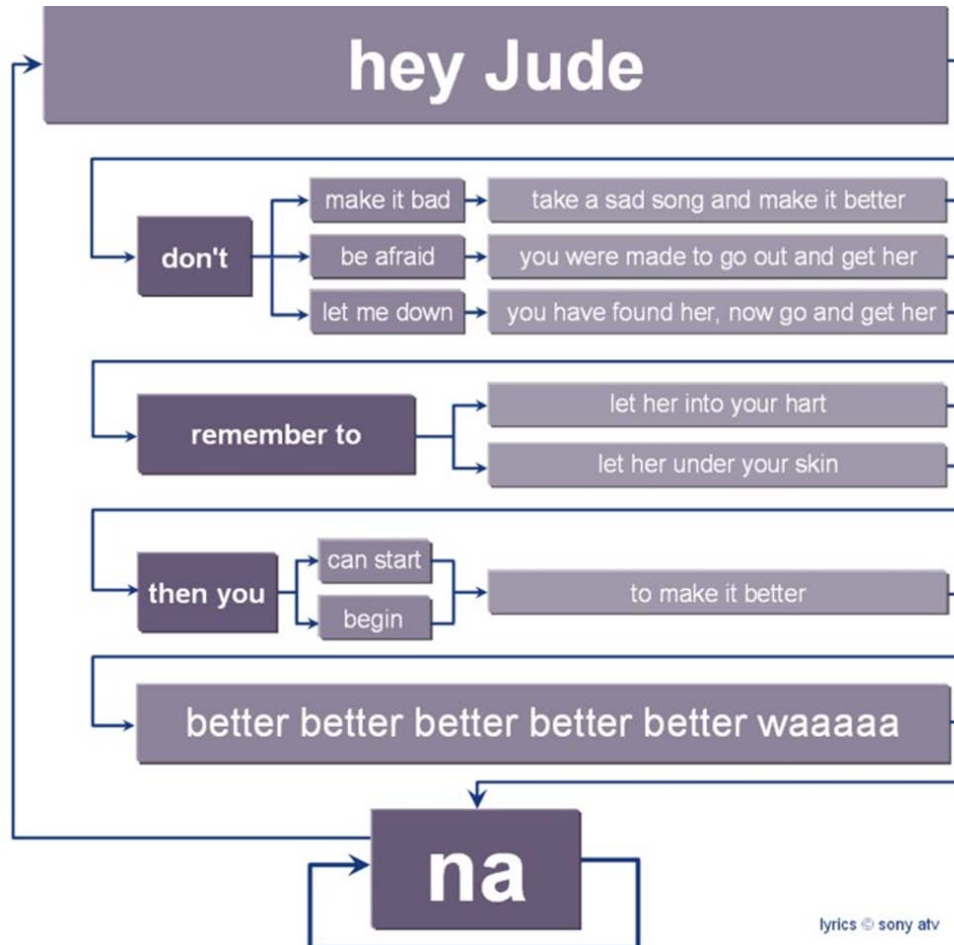 hey Jude
don't
make it bad
take a sad song and make it better
be afraid
you were made to go out and get her
let me down
you have found her, now go and get her
remember to
let her into your hart
let her under your skin
then you
can start
begin
to make it better
better better better better better waaaaa
na
lyrics © sony atv